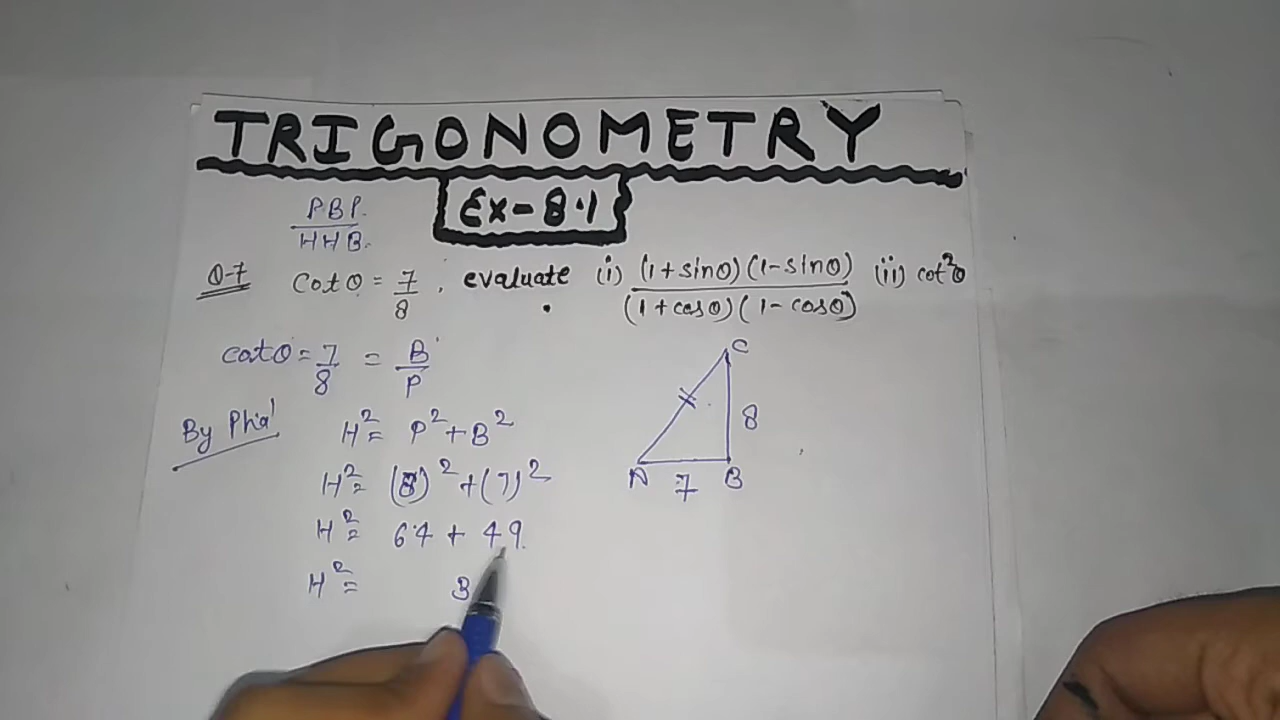 TRIGONOMETRY
Ex-8.1
PBP.
HHB.
Q-7 Cotθ = 7/8 . evaluate (i) (1+sinθ)(1-sinθ)/(1+cosθ)(1-cosθ) (ii) cot²θ
cotθ = 7/8 = B/P
By Pha'
H² = P² + B²
H² = (8)² + (7)²
H² = 64 + 49.
H² = 3
C
8
A 7 B